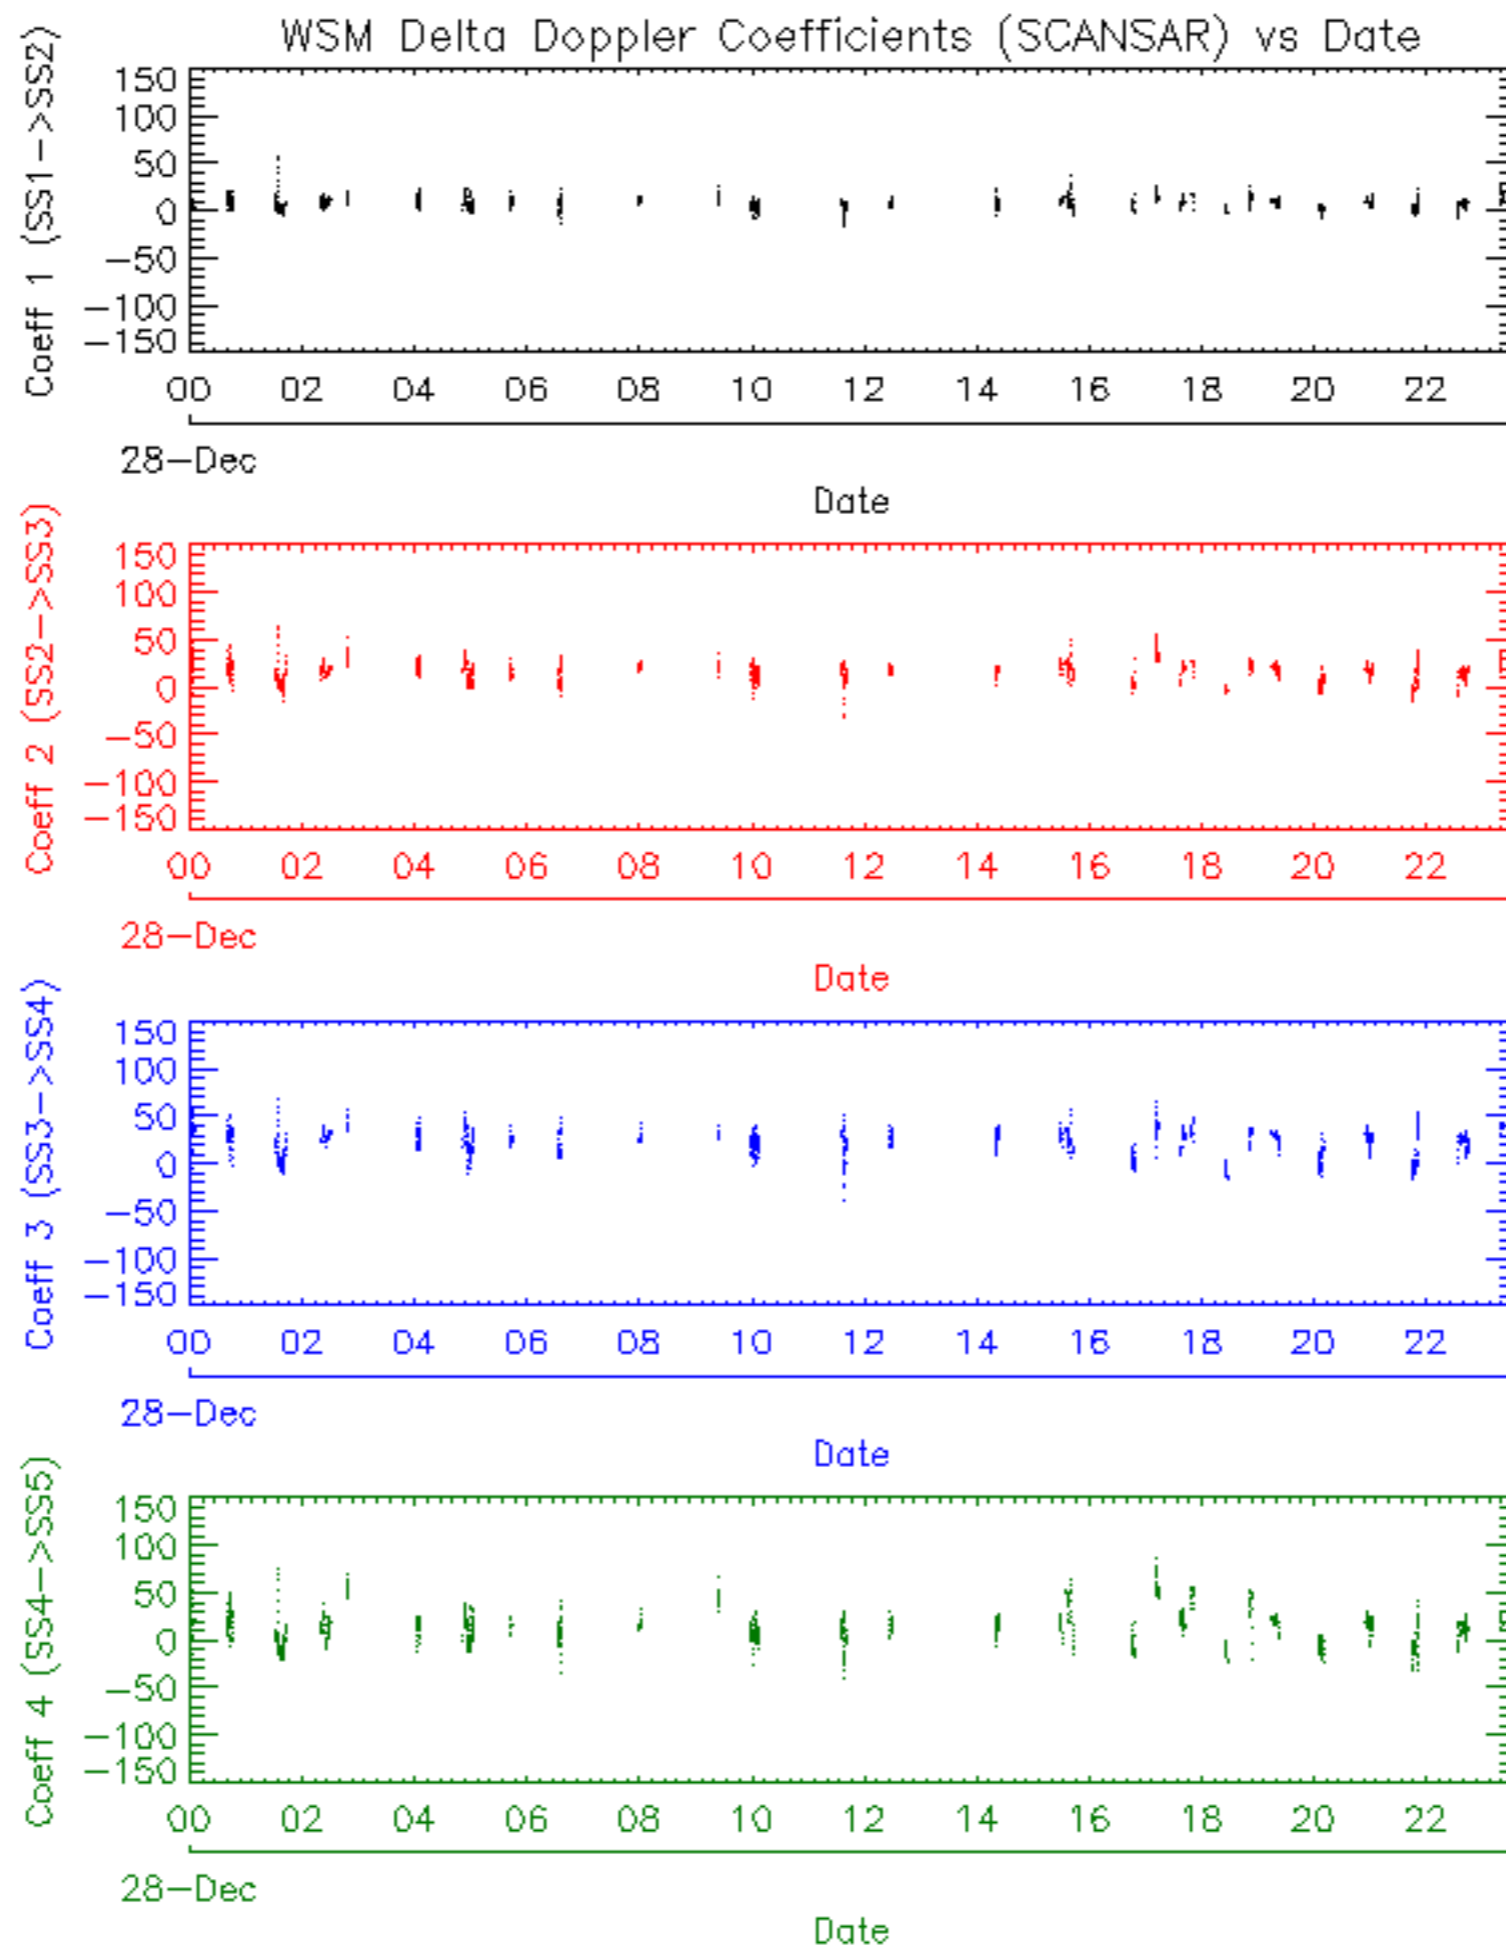 WSM Delta Doppler Coefficients (SCANSAR) vs Date
Coeff 1 (SS1->SS2)
150
100
50
0
-50
-100
-150
00 02 04 06 08 10 12 14 16 18 20 22
28-Dec
Date
Coeff 2 (SS2->SS3)
150
100
50
0
-50
-100
-150
00 02 04 06 08 10 12 14 16 18 20 22
28-Dec
Date
Coeff 3 (SS3->SS4)
150
100
50
0
-50
-100
-150
00 02 04 06 08 10 12 14 16 18 20 22
28-Dec
Date
Coeff 4 (SS4->SS5)
150
100
50
0
-50
-100
-150
00 02 04 06 08 10 12 14 16 18 20 22
28-Dec
Date